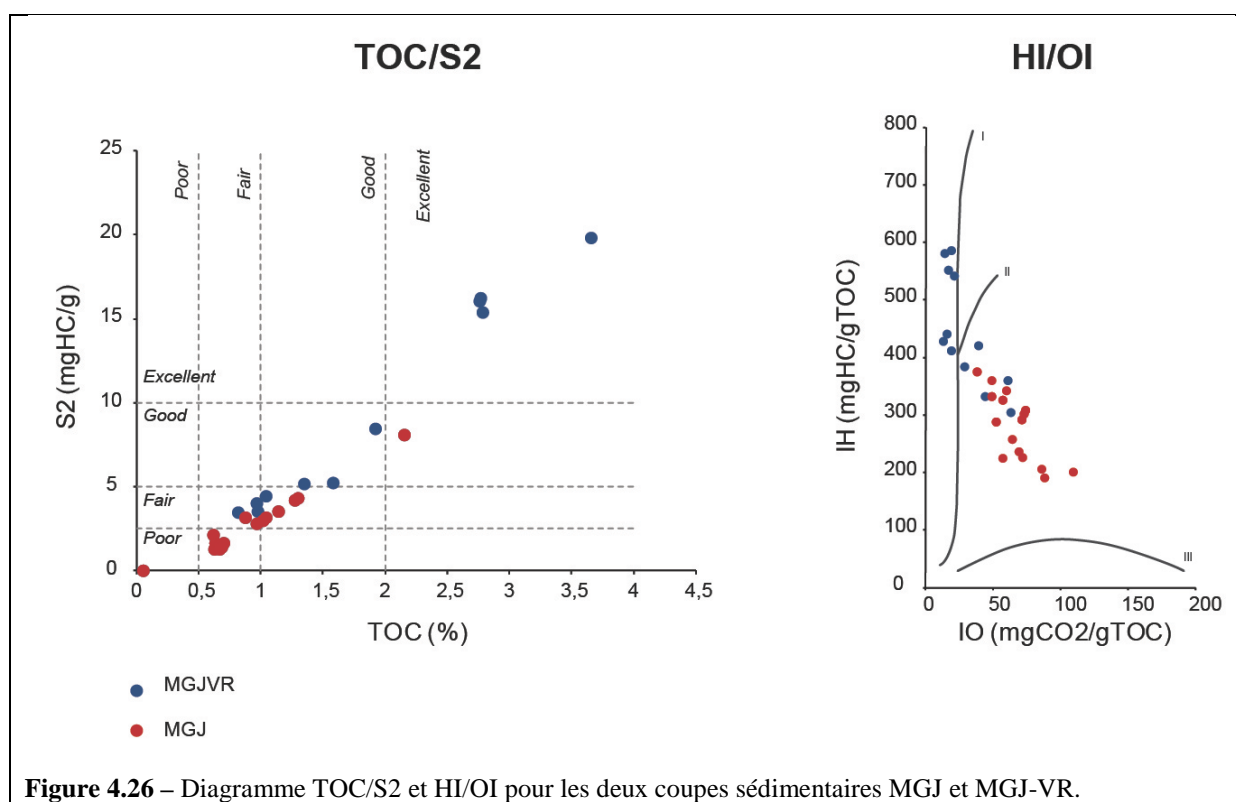 TOC/S2
HI/OI
25
20
15
10
5
0
S2 (mgHC/g)
Poor
Fair
Good
Excellent
Excellent
Good
Fair
Poor
0
0,5
1
1,5
2
2,5
3
3,5
4
4,5
TOC (%)
MGJVR
MGJ
800
700
600
500
400
300
200
100
0
IH (mgHC/gTOC)
I
II
III
0
50
100
150
200
IO (mgCO2/gTOC)
Figure 4.26 – Diagramme TOC/S2 et HI/OI pour les deux coupes sédimentaires MGJ et MGJ-VR.